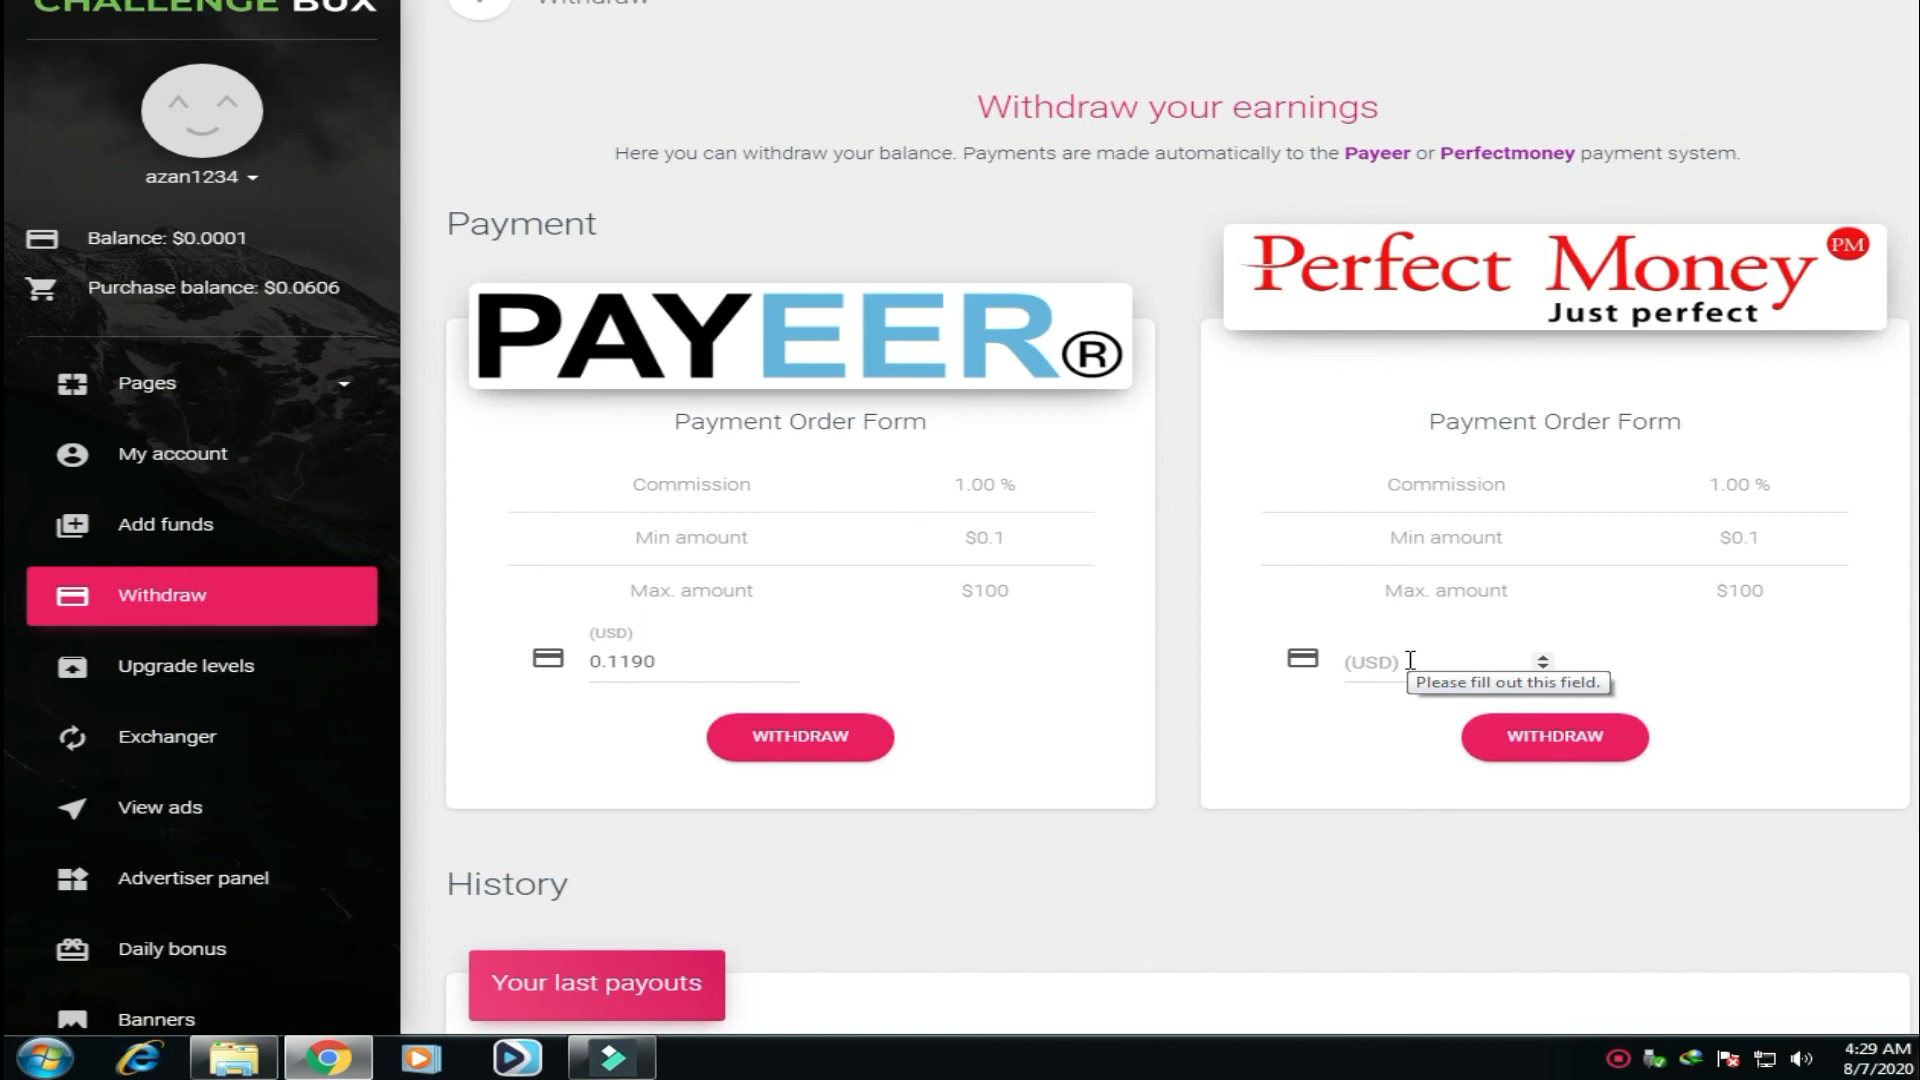 CHALLENGE BOX
Withdraw
azan1234
Balance: $0.0001
Purchase balance: $0.0606
Pages
My account
Add funds
Withdraw
Upgrade levels
Exchanger
View ads
Advertiser panel
Daily bonus
Banners
Withdraw your earnings
Here you can withdraw your balance. Payments are made automatically to the Payeer or Perfectmoney payment system.
Payment
PAYEER®
Payment Order Form
Commission 1.00 %
Min amount $0.1
Max. amount $100
(USD)
0.1190
WITHDRAW
Perfect Money PM
Just perfect
Payment Order Form
Commission 1.00 %
Min amount $0.1
Max. amount $100
(USD)
Please fill out this field.
WITHDRAW
History
Your last payouts
4:29 AM
8/7/2020